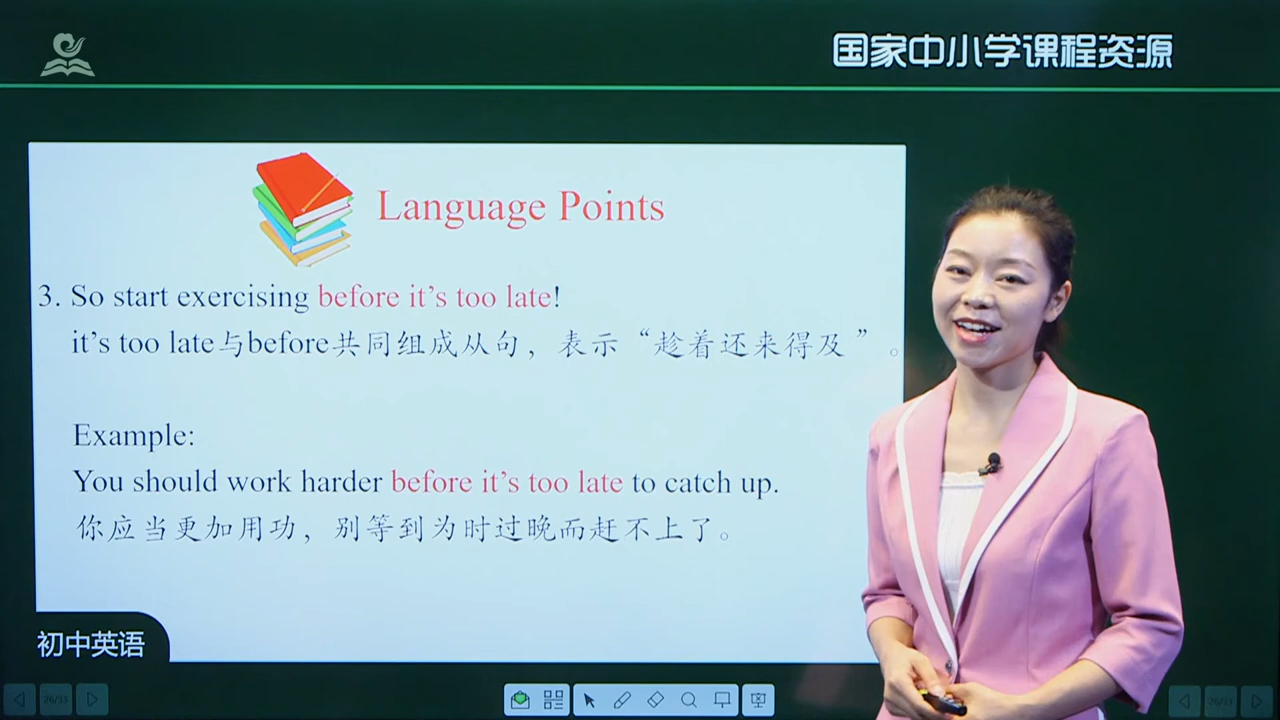 国家中小学课程资源
Language Points
3. So start exercising before it's too late!
it's too late与before共同组成从句，表示“趁着还来得及”。
Example:
You should work harder before it's too late to catch up.
你应当更加用功，别等到为时过晚而赶不上了。
初中英语
26/33
26/33